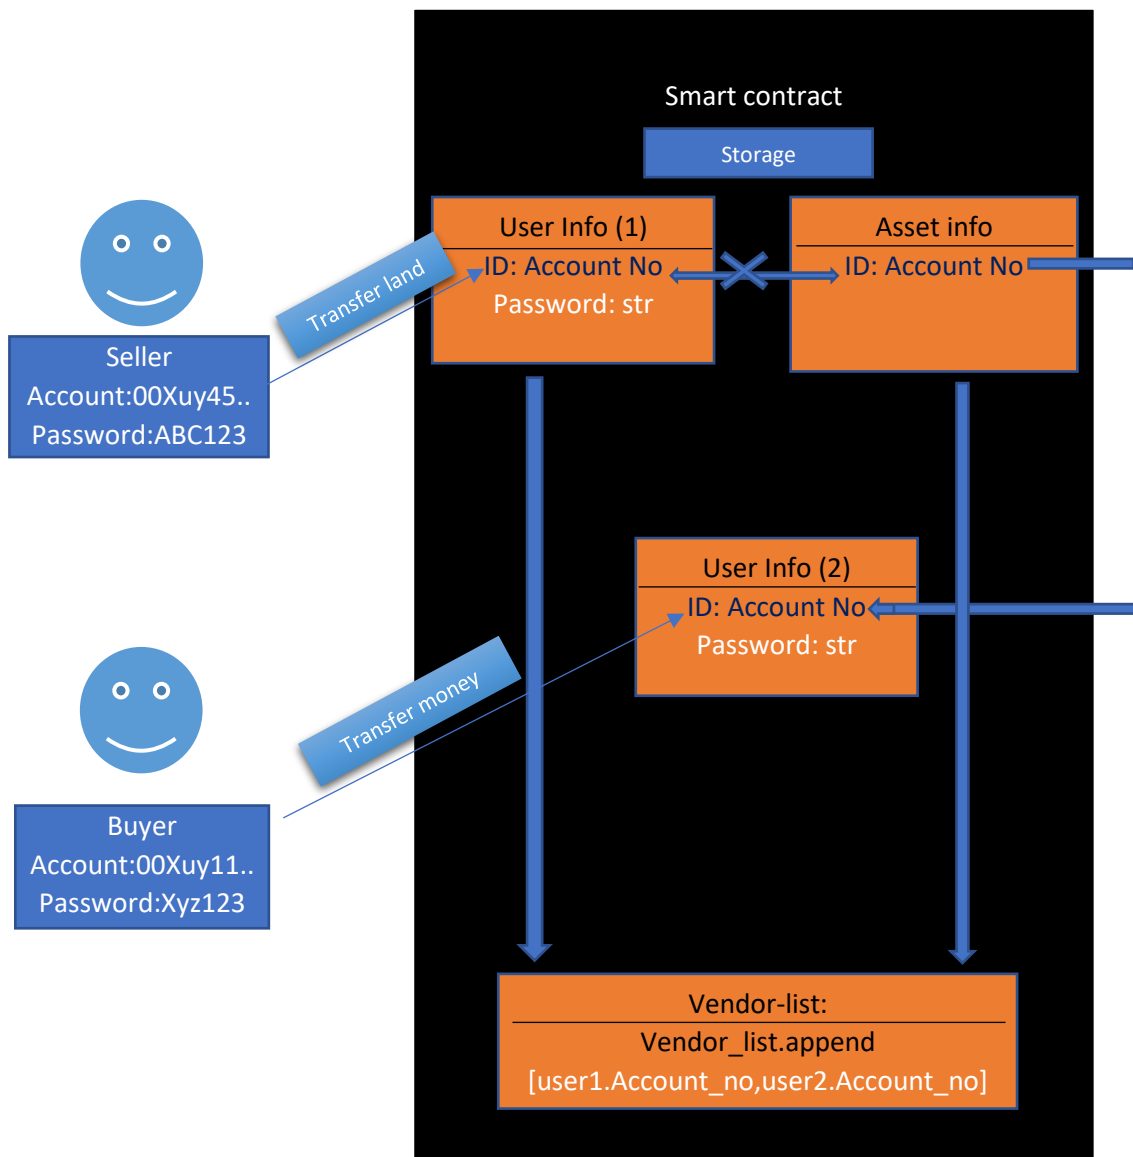 Smart contract
Storage
User Info (1)
ID: Account No
Password: str
Asset info
ID: Account No
Transfer land
Seller
Account:00Xuy45..
Password:ABC123
User Info (2)
ID: Account No
Password: str
Transfer money
Buyer
Account:00Xuy11..
Password:Xyz123
Vendor-list:
Vendor_list.append
[user1.Account_no,user2.Account_no]